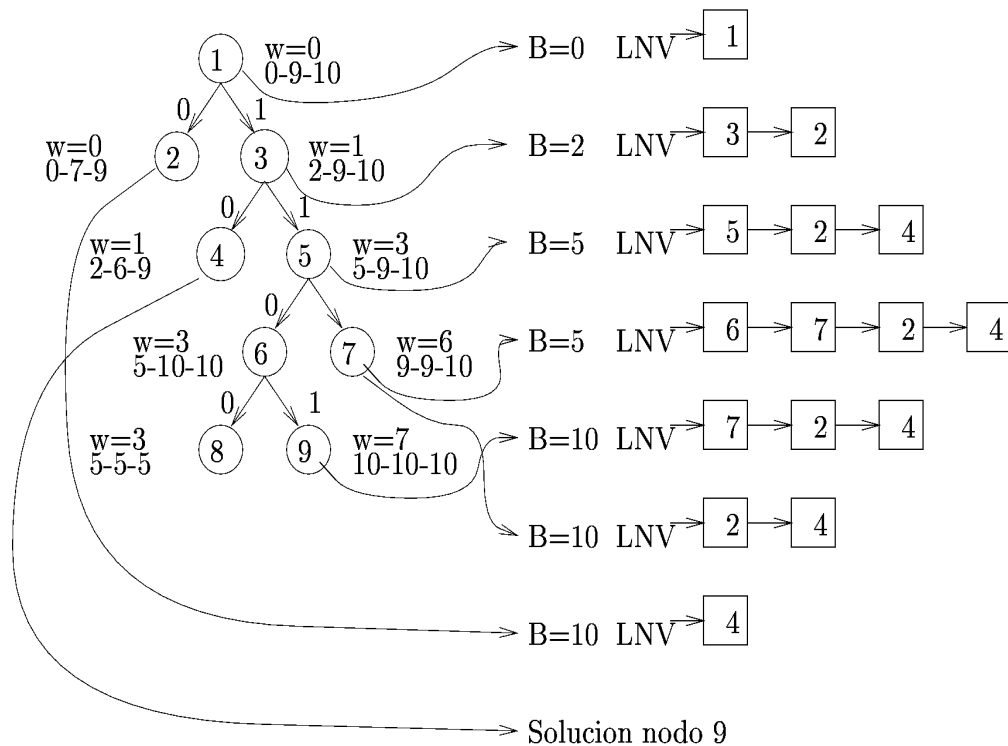 1
w=0
0-9-10
B=0 LNV 1
0 1
w=0
0-7-9
2
3
w=1
2-9-10
B=2 LNV 3 2
0 1
w=1
2-6-9
4
5
w=3
5-9-10
B=5 LNV 5 2 4
0
w=3
5-10-10
6
7
w=6
9-9-10
B=5 LNV 6 7 2 4
0 1
w=3
5-5-5
8
9
w=7
10-10-10
B=10 LNV 7 2 4
B=10 LNV 2 4
B=10 LNV 4
Solucion nodo 9